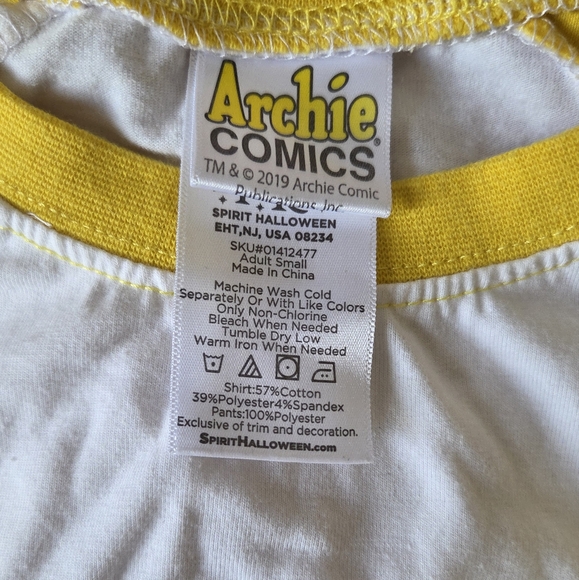 Archie
COMICS
TM & © 2019 Archie Comic
Publications, Inc.
SPIRIT HALLOWEEN
EHT,NJ, USA 08234
SKU#01412477
Adult Small
Made In China
Machine Wash Cold
Separately Or With Like Colors
Only Non-Chlorine
Bleach When Needed
Tumble Dry Low
Warm Iron When Needed
Shirt:57%Cotton
39%Polyester4%Spandex
Pants:100%Polyester
Exclusive of trim and decoration.
SPIRITHALLOWEEN.com